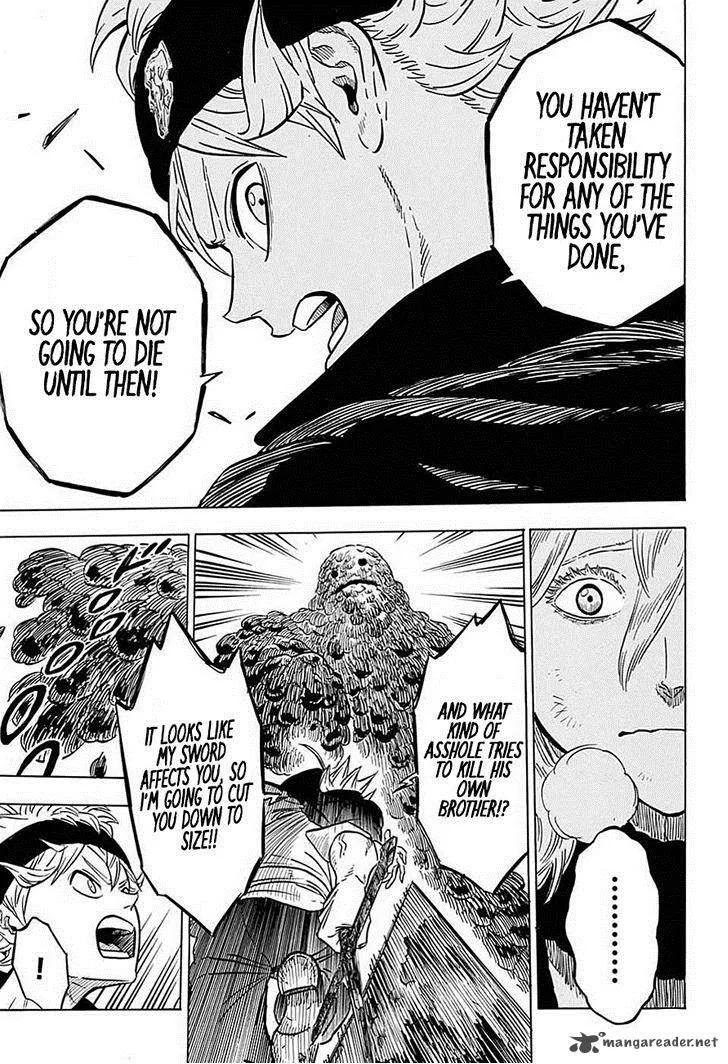 YOU HAVEN'T
TAKEN
RESPONSIBILITY
FOR ANY OF THE
THINGS YOU'VE
DONE,
SO YOU'RE NOT
GOING TO DIE
UNTIL THEN!
..........
AND WHAT
KIND OF
ASSHOLE TRIES
TO KILL HIS
OWN
BROTHER!?
IT LOOKS LIKE
MY SWORD
AFFECTS YOU, SO
I'M GOING TO CUT
YOU DOWN TO
SIZE!!
!
mangareader.net